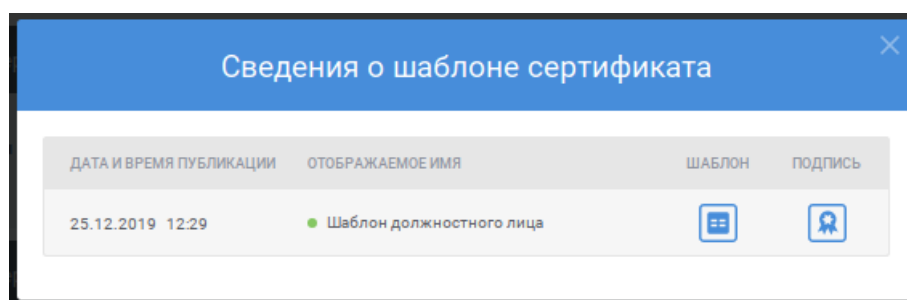 Сведения о шаблоне сертификата
ДАТА И ВРЕМЯ ПУБЛИКАЦИИ ОТОБРАЖАЕМОЕ ИМЯ ШАБЛОН ПОДПИСЬ
25.12.2019 12:29 Шаблон должностного лица